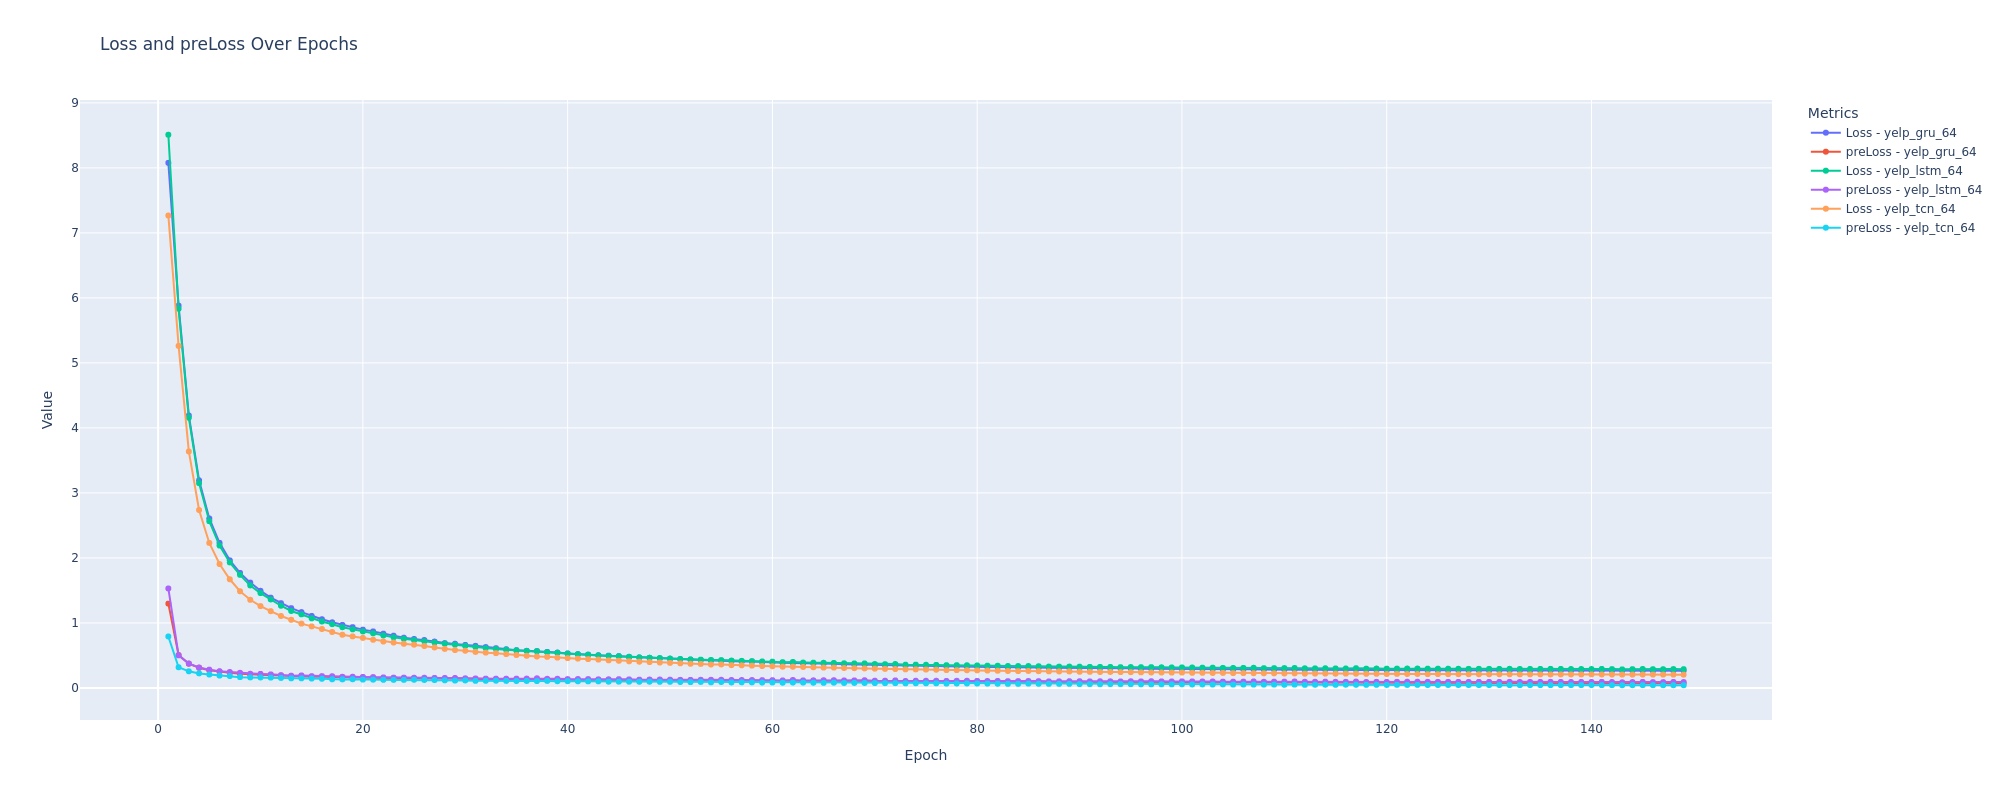 Loss and preLoss Over Epochs
9
8
7
6
5
4
3
2
1
0
Value
0 20 40 60 80 100 120 140
Epoch
Metrics
Loss - yelp_gru_64
preLoss - yelp_gru_64
Loss - yelp_lstm_64
preLoss - yelp_lstm_64
Loss - yelp_tcn_64
preLoss - yelp_tcn_64